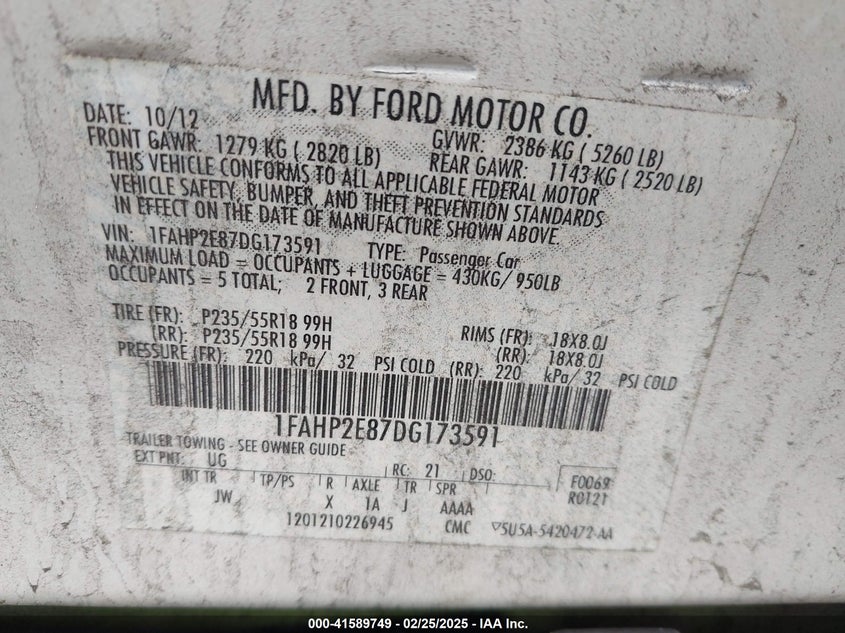 MFD. BY FORD MOTOR CO.
DATE: 10/12 GVWR: 2386 KG ( 5260 LB)
FRONT GAWR: 1279 KG ( 2820 LB) REAR GAWR: 1143 KG ( 2520 LB)
THIS VEHICLE CONFORMS TO ALL APPLICABLE FEDERAL MOTOR
VEHICLE SAFETY, BUMPER, AND THEFT PREVENTION STANDARDS
IN EFFECT ON THE DATE OF MANUFACTURE SHOWN ABOVE.
VIN: 1FAHP2E87DG173591 TYPE: Passenger Car
MAXIMUM LOAD = OCCUPANTS + LUGGAGE = 430KG/ 950LB
OCCUPANTS = 5 TOTAL; 2 FRONT, 3 REAR
TIRE (FR): P235/55R18 99H RIMS (FR): 18X8.0J
(RR): P235/55R18 99H (RR): 18X8.0J
PRESSURE (FR): 220 kPa/ 32 PSI COLD (RR): 220 kPa/ 32 PSI COLD
1FAHP2E87DG173591
TRAILER TOWING - SEE OWNER GUIDE
EXT PNT: UG RC: 21 DSO: F0069
INT TR TP/PS R AXLE TR SPR R0121
JW X 1A J AAAA
1201210226945 CMC 5U5A-5420472-AA
000-41589749 - 02/25/2025 - IAA Inc.